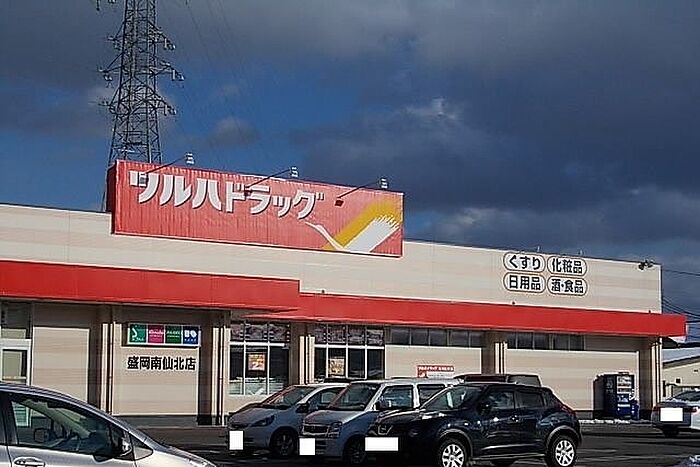 ツルハドラッグ
くすり 化粧品
日用品 酒・食品
盛岡南仙北店